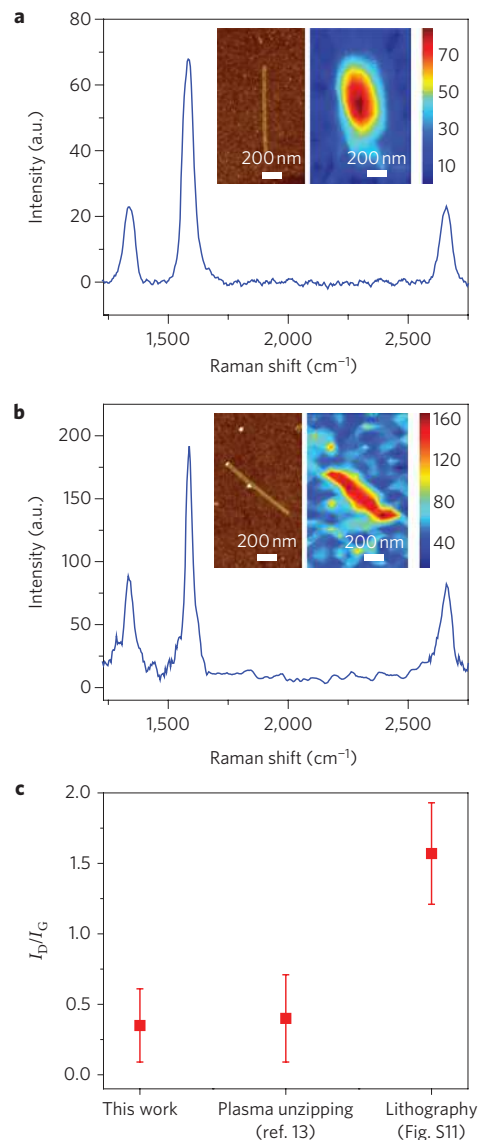 a
80
60
40
20
0
Intensity (a.u.)
200 nm
200 nm
70
50
30
10
1,500
2,000
2,500
Raman shift (cm⁻¹)
b
200
150
100
50
0
Intensity (a.u.)
200 nm
200 nm
160
120
80
40
1,500
2,000
2,500
Raman shift (cm⁻¹)
c
2.0
1.5
1.0
0.5
0.0
I_D/I_G
This work
Plasma unzipping
(ref. 13)
Lithography
(Fig. S11)